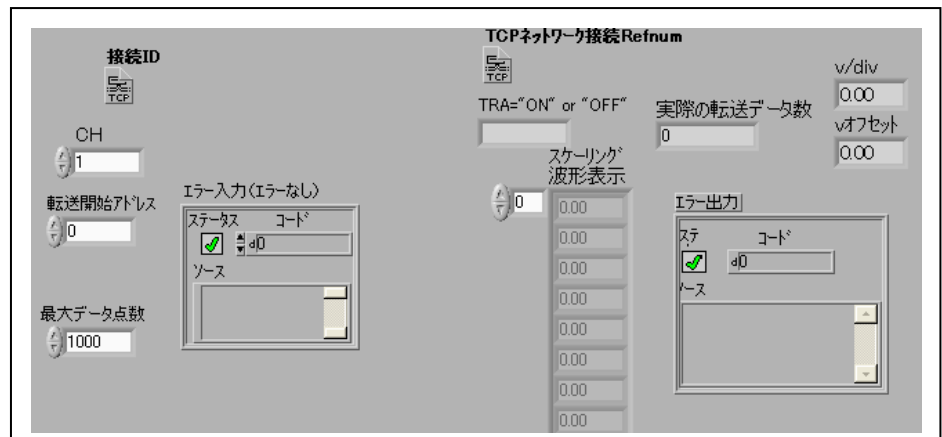 接続ID
TCP
CH
1
転送開始アドレス
0
最大データ点数
1000
エラー入力(エラーなし)
ステータス コード
d0
ソース
TCPネットワーク接続Refnum
TCP
TRA="ON" or "OFF"
実際の転送データ数
0
v/div
0.00
vオフセット
0.00
スケーリング
波形表示
0
0.00
0.00
0.00
0.00
0.00
0.00
0.00
0.00
エラー出力
ステ コード
d0
ース